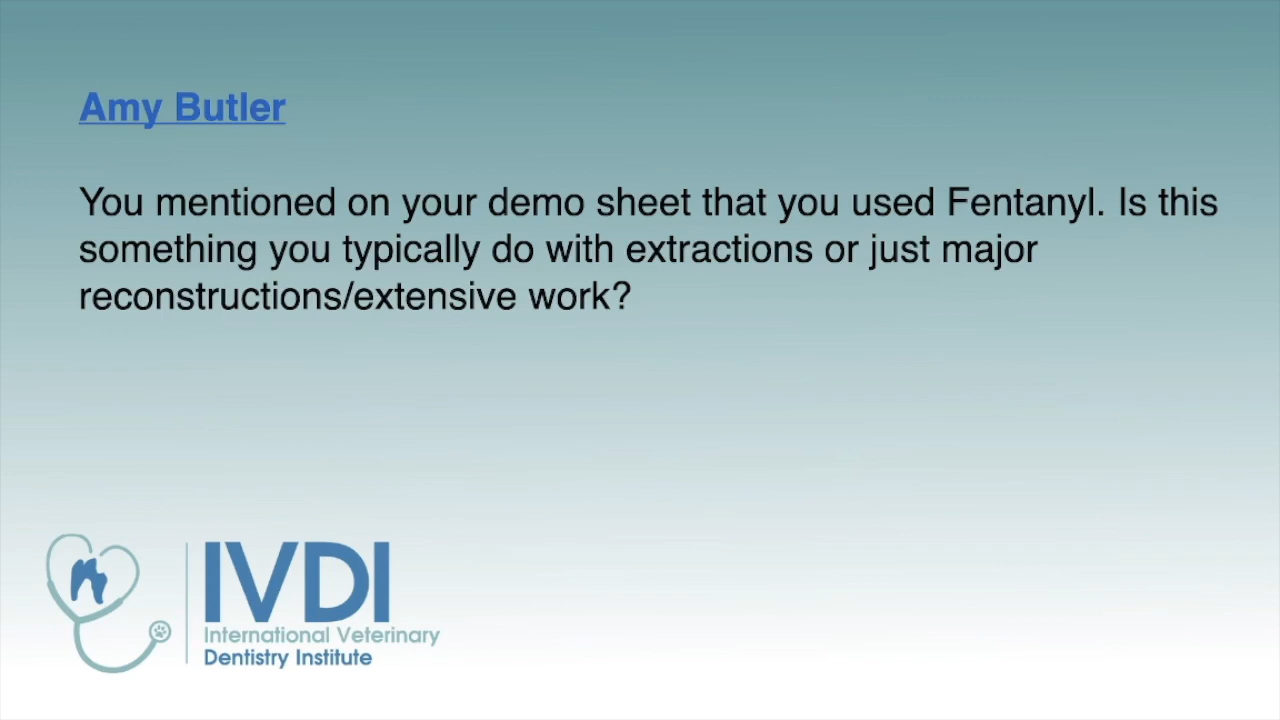 Amy Butler
You mentioned on your demo sheet that you used Fentanyl. Is this
something you typically do with extractions or just major
reconstructions/extensive work?
IVDI
International Veterinary
Dentistry Institute